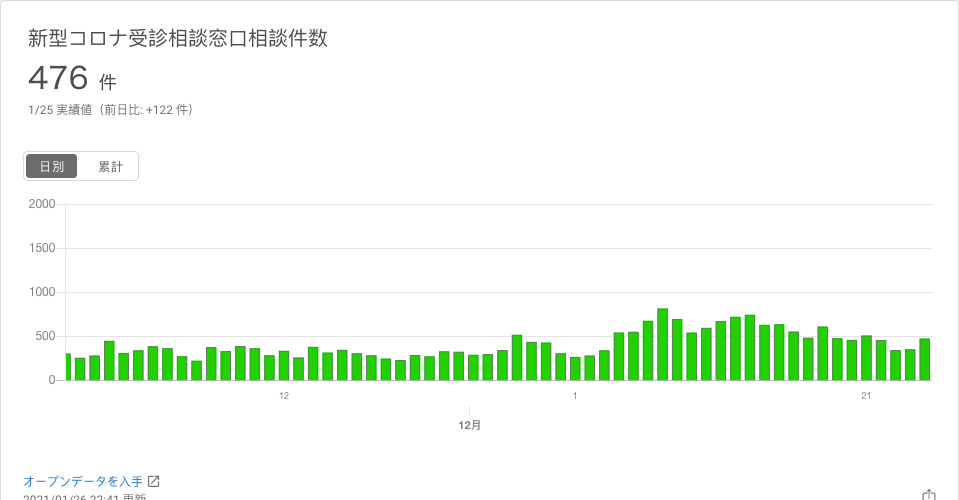 新型コロナ受診相談窓口相談件数
476 件
1/25 実績値（前日比: +122 件）
日別 累計
2000
1500
1000
500
0
12 1 21
12月
オープンデータを入手
2021/01/26 22:41 更新